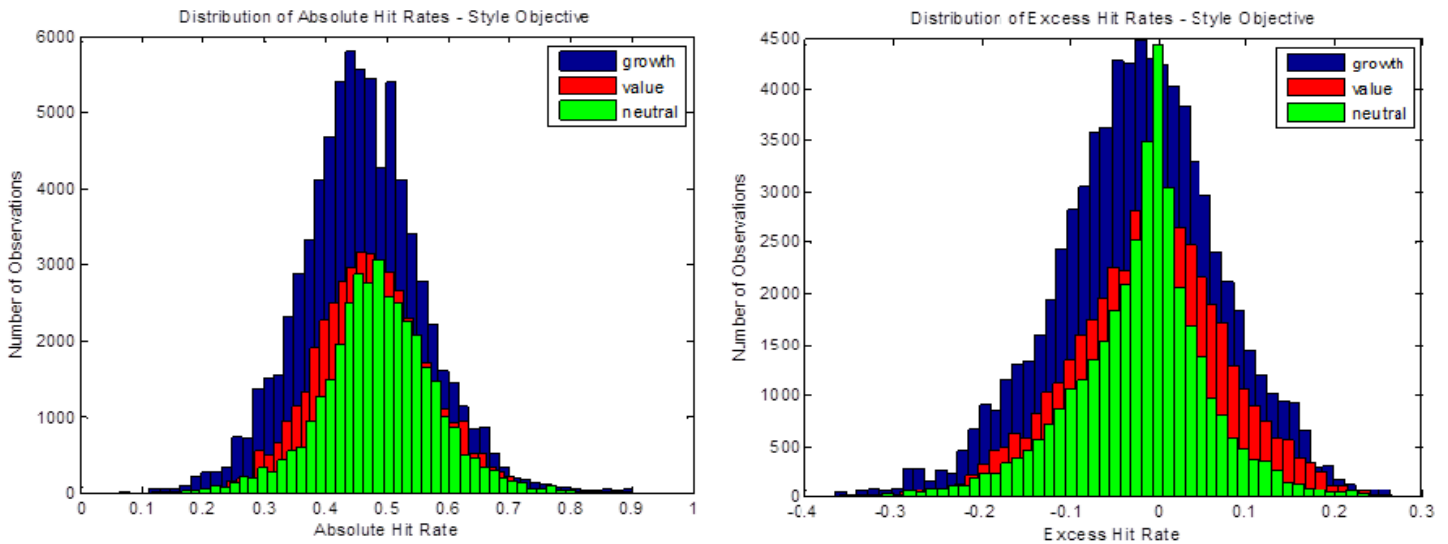 Distribution of Absolute Hit Rates - Style Objective
6000
5000
4000
3000
2000
1000
0
Number of Observations
growth
value
neutral
0 0.1 0.2 0.3 0.4 0.5 0.6 0.7 0.8 0.9 1
Absolute Hit Rate
Distribution of Excess Hit Rates - Style Objective
4500
4000
3500
3000
2500
2000
1500
1000
500
0
Number of Observations
growth
value
neutral
-0.4 -0.3 -0.2 -0.1 0 0.1 0.2 0.3
Excess Hit Rate